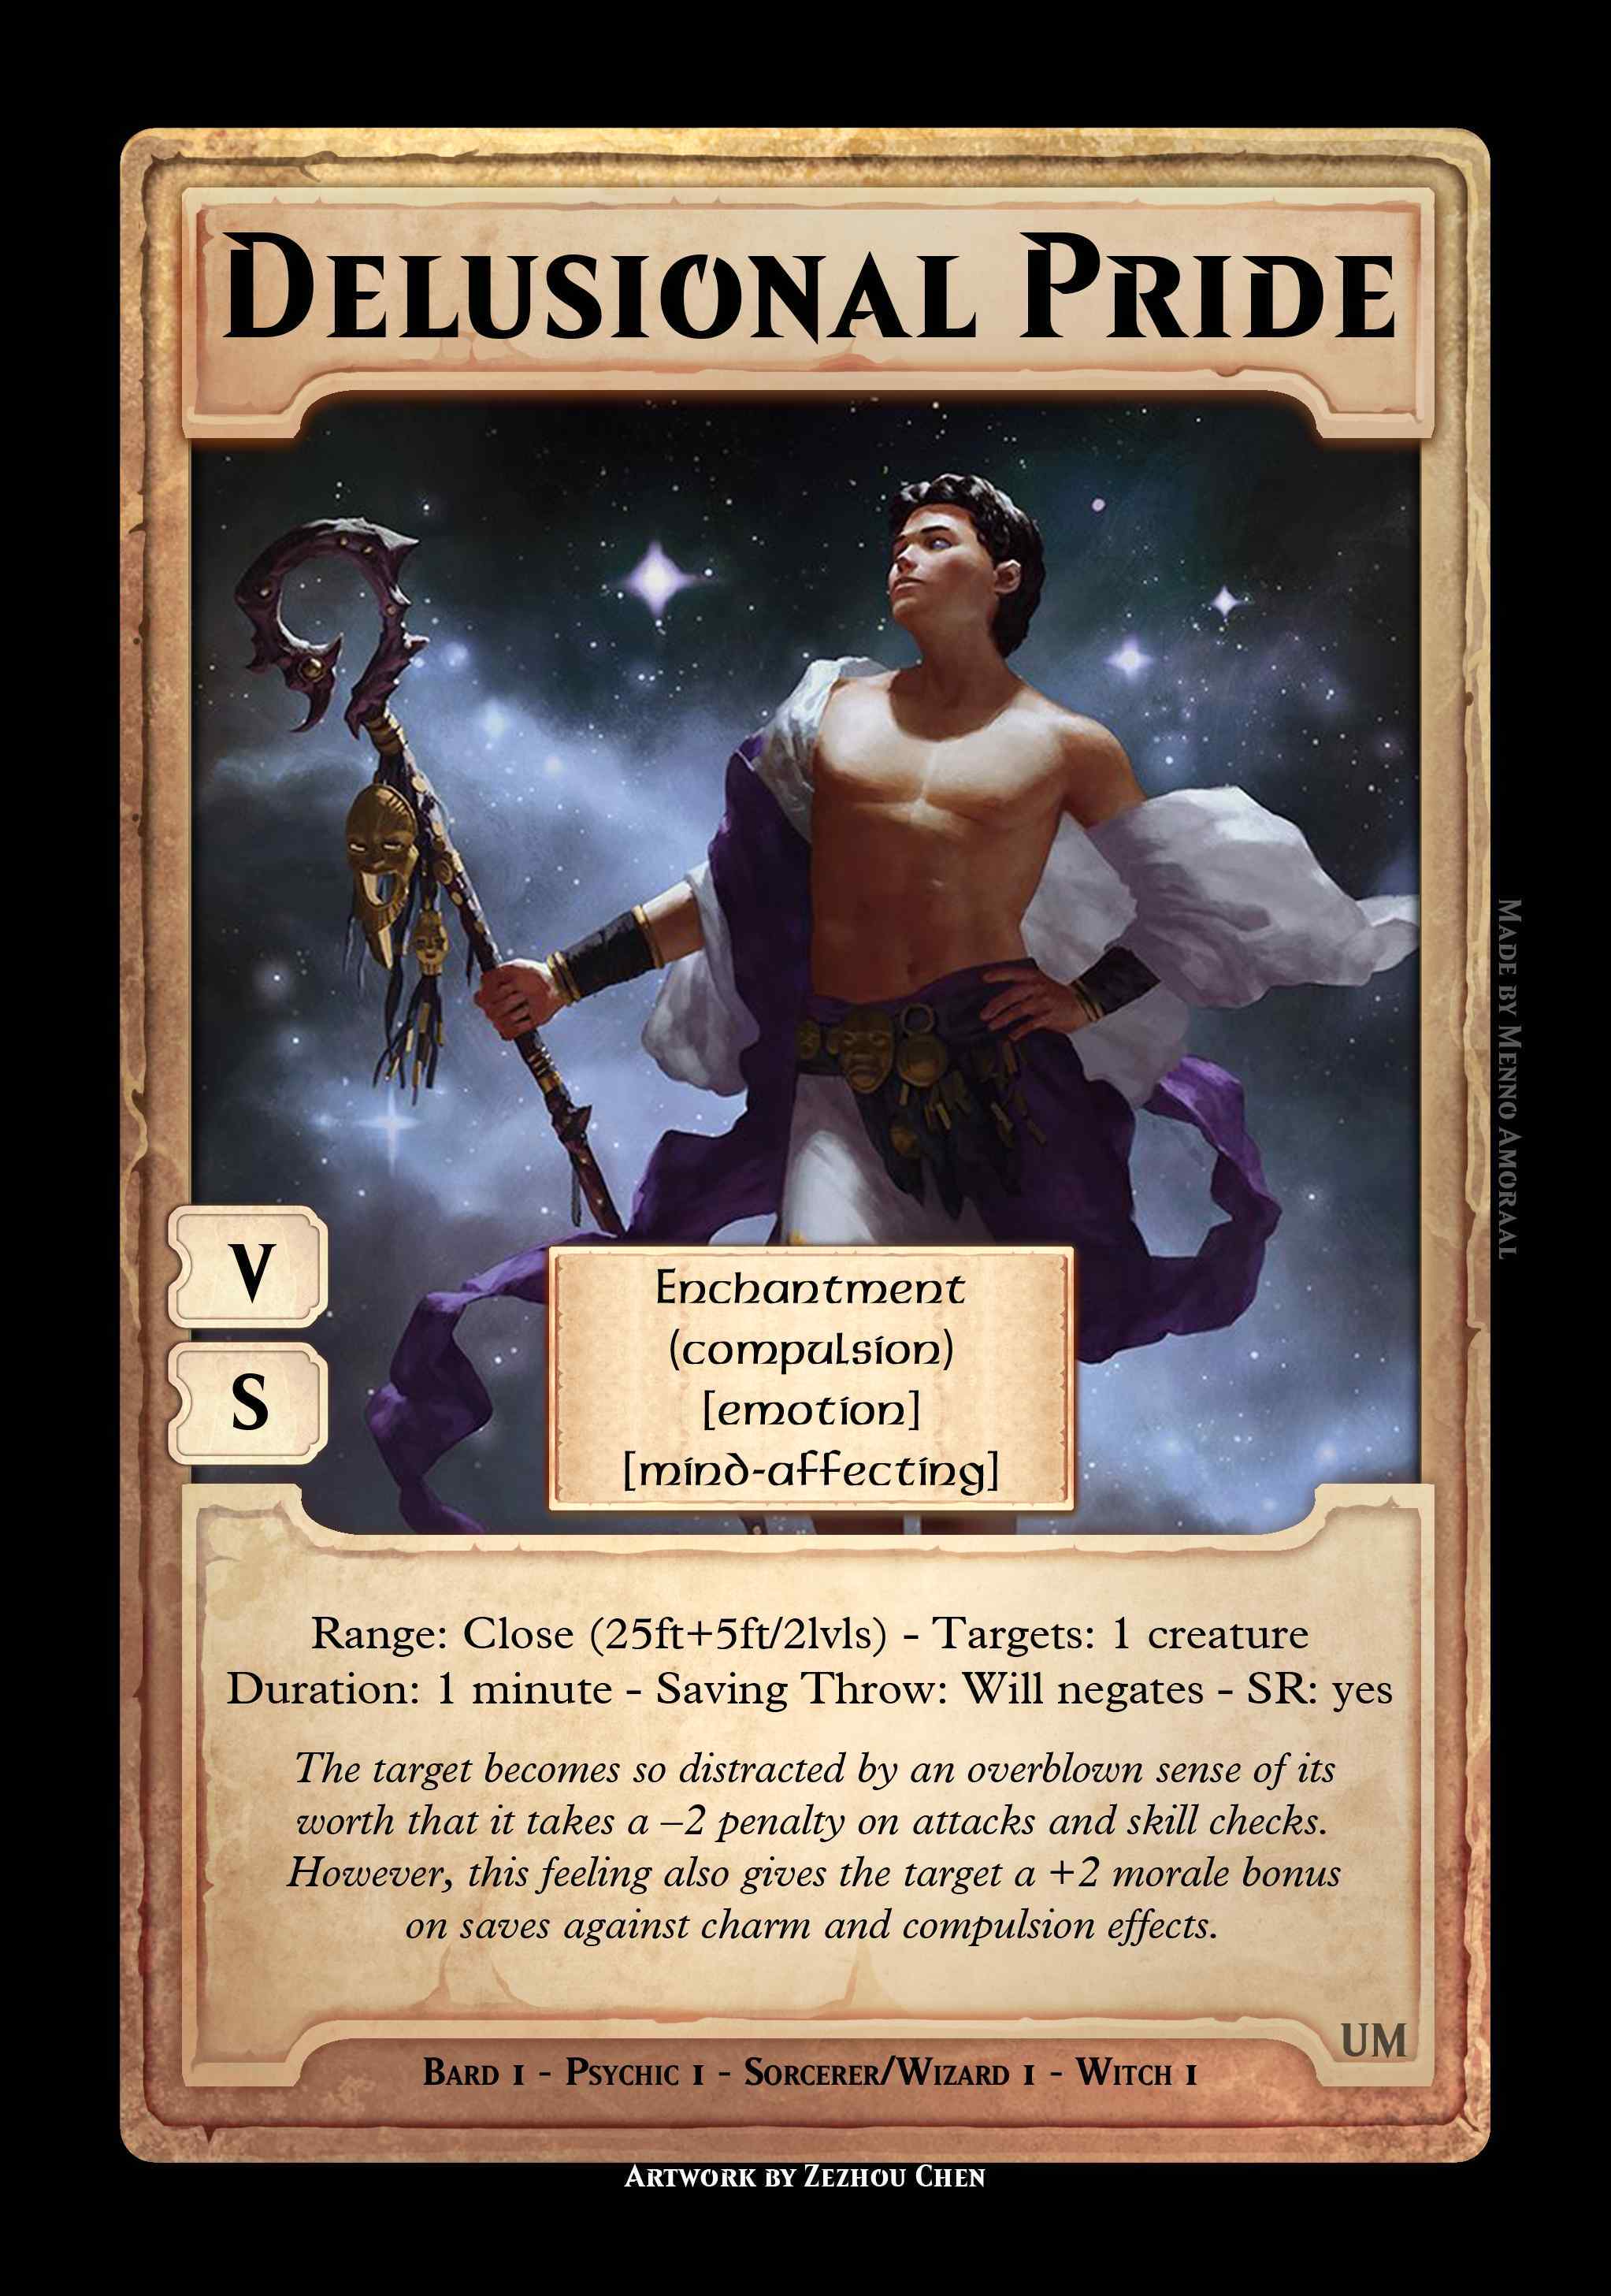 Delusional Pride
V
S
Enchantment
(compulsion)
[emotion]
[mind-affecting]
Range: Close (25ft+5ft/2lvls) - Targets: 1 creature
Duration: 1 minute - Saving Throw: Will negates - SR: yes
The target becomes so distracted by an overblown sense of its
worth that it takes a –2 penalty on attacks and skill checks.
However, this feeling also gives the target a +2 morale bonus
on saves against charm and compulsion effects.
UM
Bard 1 - Psychic 1 - Sorcerer/Wizard 1 - Witch 1
Artwork by Zezhou Chen
Made by Menno Amoraal